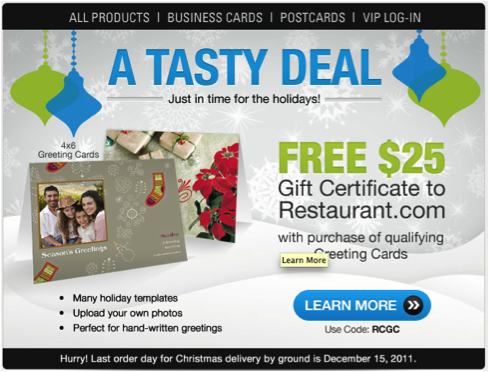 ALL PRODUCTS | BUSINESS CARDS | POSTCARDS | VIP LOG-IN
A TASTY DEAL
Just in time for the holidays!
4x6
Greeting Cards
Season's Greetings
FREE $25
Gift Certificate to
Restaurant.com
with purchase of qualifying
Greeting Cards
Learn More
• Many holiday templates
• Upload your own photos
• Perfect for hand-written greetings
LEARN MORE »
Use Code: RCGC
Hurry! Last order day for Christmas delivery by ground is December 15, 2011.